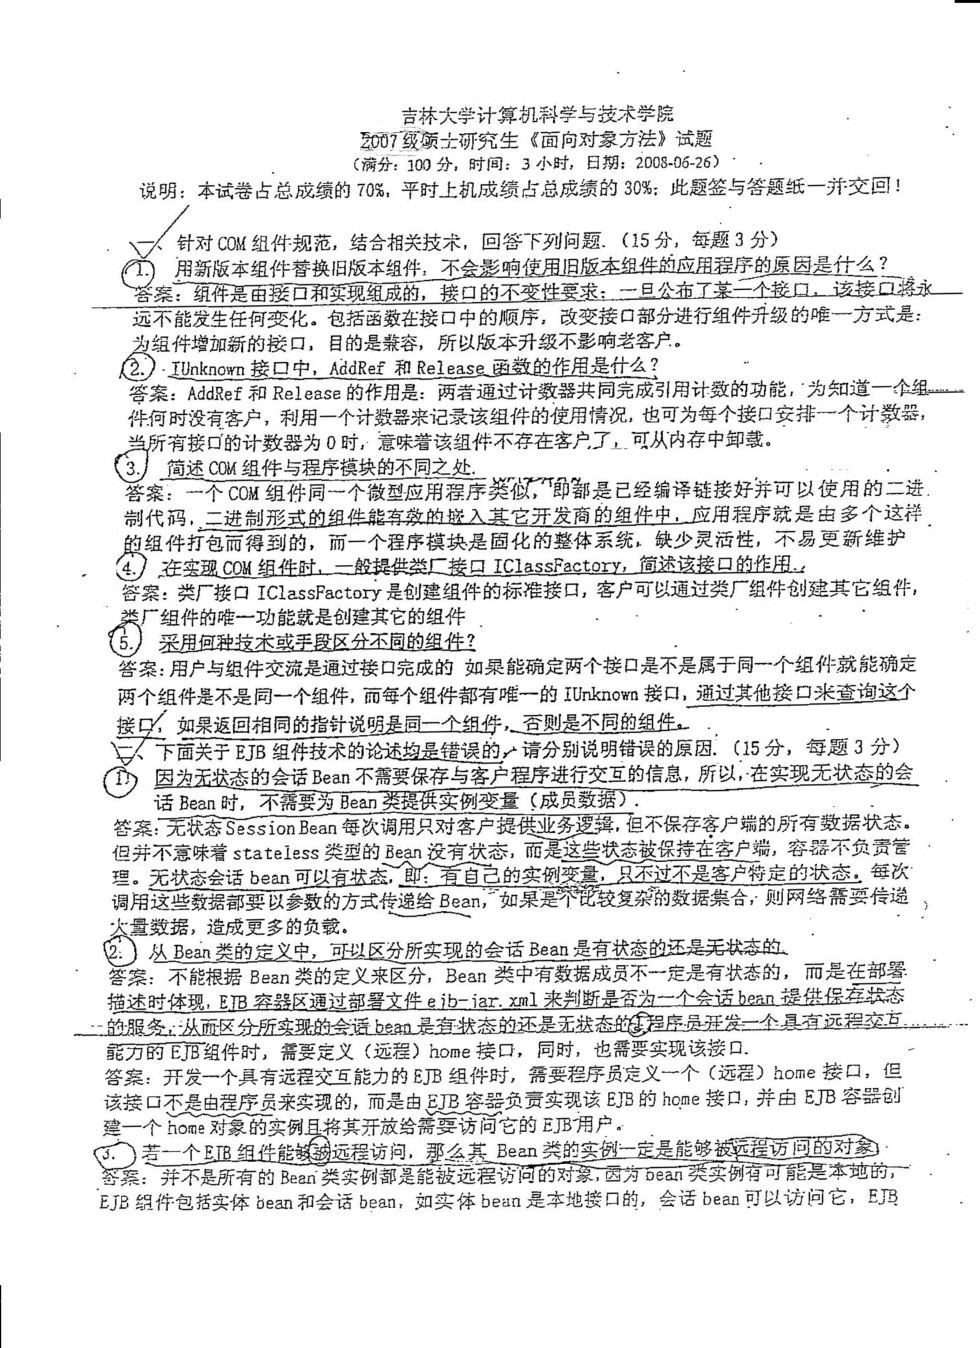 吉林大学计算机科学与技术学院
2007级硕士研究生《面向对象方法》试题
（满分：100分，时间：3小时，日期：2008-06-26）
说明：本试卷占总成绩的70%，平时上机成绩占总成绩的30%；此题签与答题纸一并交回！
一、针对COM组件规范，结合相关技术，回答下列问题.（15分，每题3分）
1. 用新版本组件替换旧版本组件，不会影响使用旧版本组件的应用程序的原因是什么？
答案：组件是由接口和实现组成的，接口的不变性要求：一旦公布了某一个接口，该接口将永
远不能发生任何变化。包括函数在接口中的顺序，改变接口部分进行组件升级的唯一方式是：
为组件增加新的接口，目的是兼容，所以版本升级不影响老客户。
2. IUnknown接口中，AddRef和Release函数的作用是什么？
答案：AddRef和Release的作用是：两者通过计数器共同完成引用计数的功能，为知道一个组
件何时没有客户，利用一个计数器来记录该组件的使用情况，也可为每个接口安排一个计数器，
当所有接口的计数器为0时，意味着该组件不存在客户了，可从内存中卸载。
3. 简述COM组件与程序模块的不同之处.
答案：一个COM组件同一个微型应用程序类似，即都是已经编译链接好并可以使用的二进
制代码，二进制形式的组件能有效的嵌入其它开发商的组件中，应用程序就是由多个这样
的组件打包而得到的，而一个程序模块是固化的整体系统，缺少灵活性，不易更新维护
4. 在实现COM组件时，一般提供类厂接口IClassFactory，简述该接口的作用.
答案：类厂接口IClassFactory是创建组件的标准接口，客户可以通过类厂组件创建其它组件，
类厂组件的唯一功能就是创建其它的组件
5. 采用何种技术或手段区分不同的组件？
答案：用户与组件交流是通过接口完成的 如果能确定两个接口是不是属于同一个组件就能确定
两个组件是不是同一个组件，而每个组件都有唯一的IUnknown接口，通过其他接口来查询这个
接口，如果返回相同的指针说明是同一个组件，否则是不同的组件。
二、下面关于EJB组件技术的论述均是错误的，请分别说明错误的原因.（15分，每题3分）
1. 因为无状态的会话Bean不需要保存与客户程序进行交互的信息，所以，在实现无状态的会
话Bean时，不需要为Bean类提供实例变量（成员数据）.
答案：无状态Session Bean每次调用只对客户提供业务逻辑，但不保存客户端的所有数据状态。
但并不意味着stateless类型的Bean没有状态，而是这些状态被保持在客户端，容器不负责管
理。无状态会话bean可以有状态，即：有自己的实例变量，只不过不是客户特定的状态。每次
调用这些数据都要以参数的方式传递给Bean，如果是个比较复杂的数据集合，则网络需要传递
大量数据，造成更多的负载。
2. 从Bean类的定义中，可以区分所实现的会话Bean是有状态的还是无状态的.
答案：不能根据Bean类的定义来区分，Bean类中有数据成员不一定是有状态的，而是在部署
描述时体现，EJB容器区通过部署文件ejb-jar.xml来判断是否为一个会话bean提供保存状态
的服务，从而区分所实现的会话bean是有状态的还是无状态的程序员开发一个具有远程交互
能力的EJB组件时，需要定义（远程）home接口，同时，也需要实现该接口.
答案：开发一个具有远程交互能力的EJB组件时，需要程序员定义一个（远程）home接口，但
该接口不是由程序员来实现的，而是由EJB容器负责实现该EJB的home接口，并由EJB容器创
建一个home对象的实例且将其开放给需要访问它的EJB用户。
3. 若一个EJB组件能够被远程访问，那么其Bean类的实例一定是能够被远程访问的对象
答案：并不是所有的Bean类实例都是能被远程访问的对象，因为bean类实例有可能是本地的，
EJB组件包括实体bean和会话bean，如实体bean是本地接口的，会话bean可以访问它，EJB